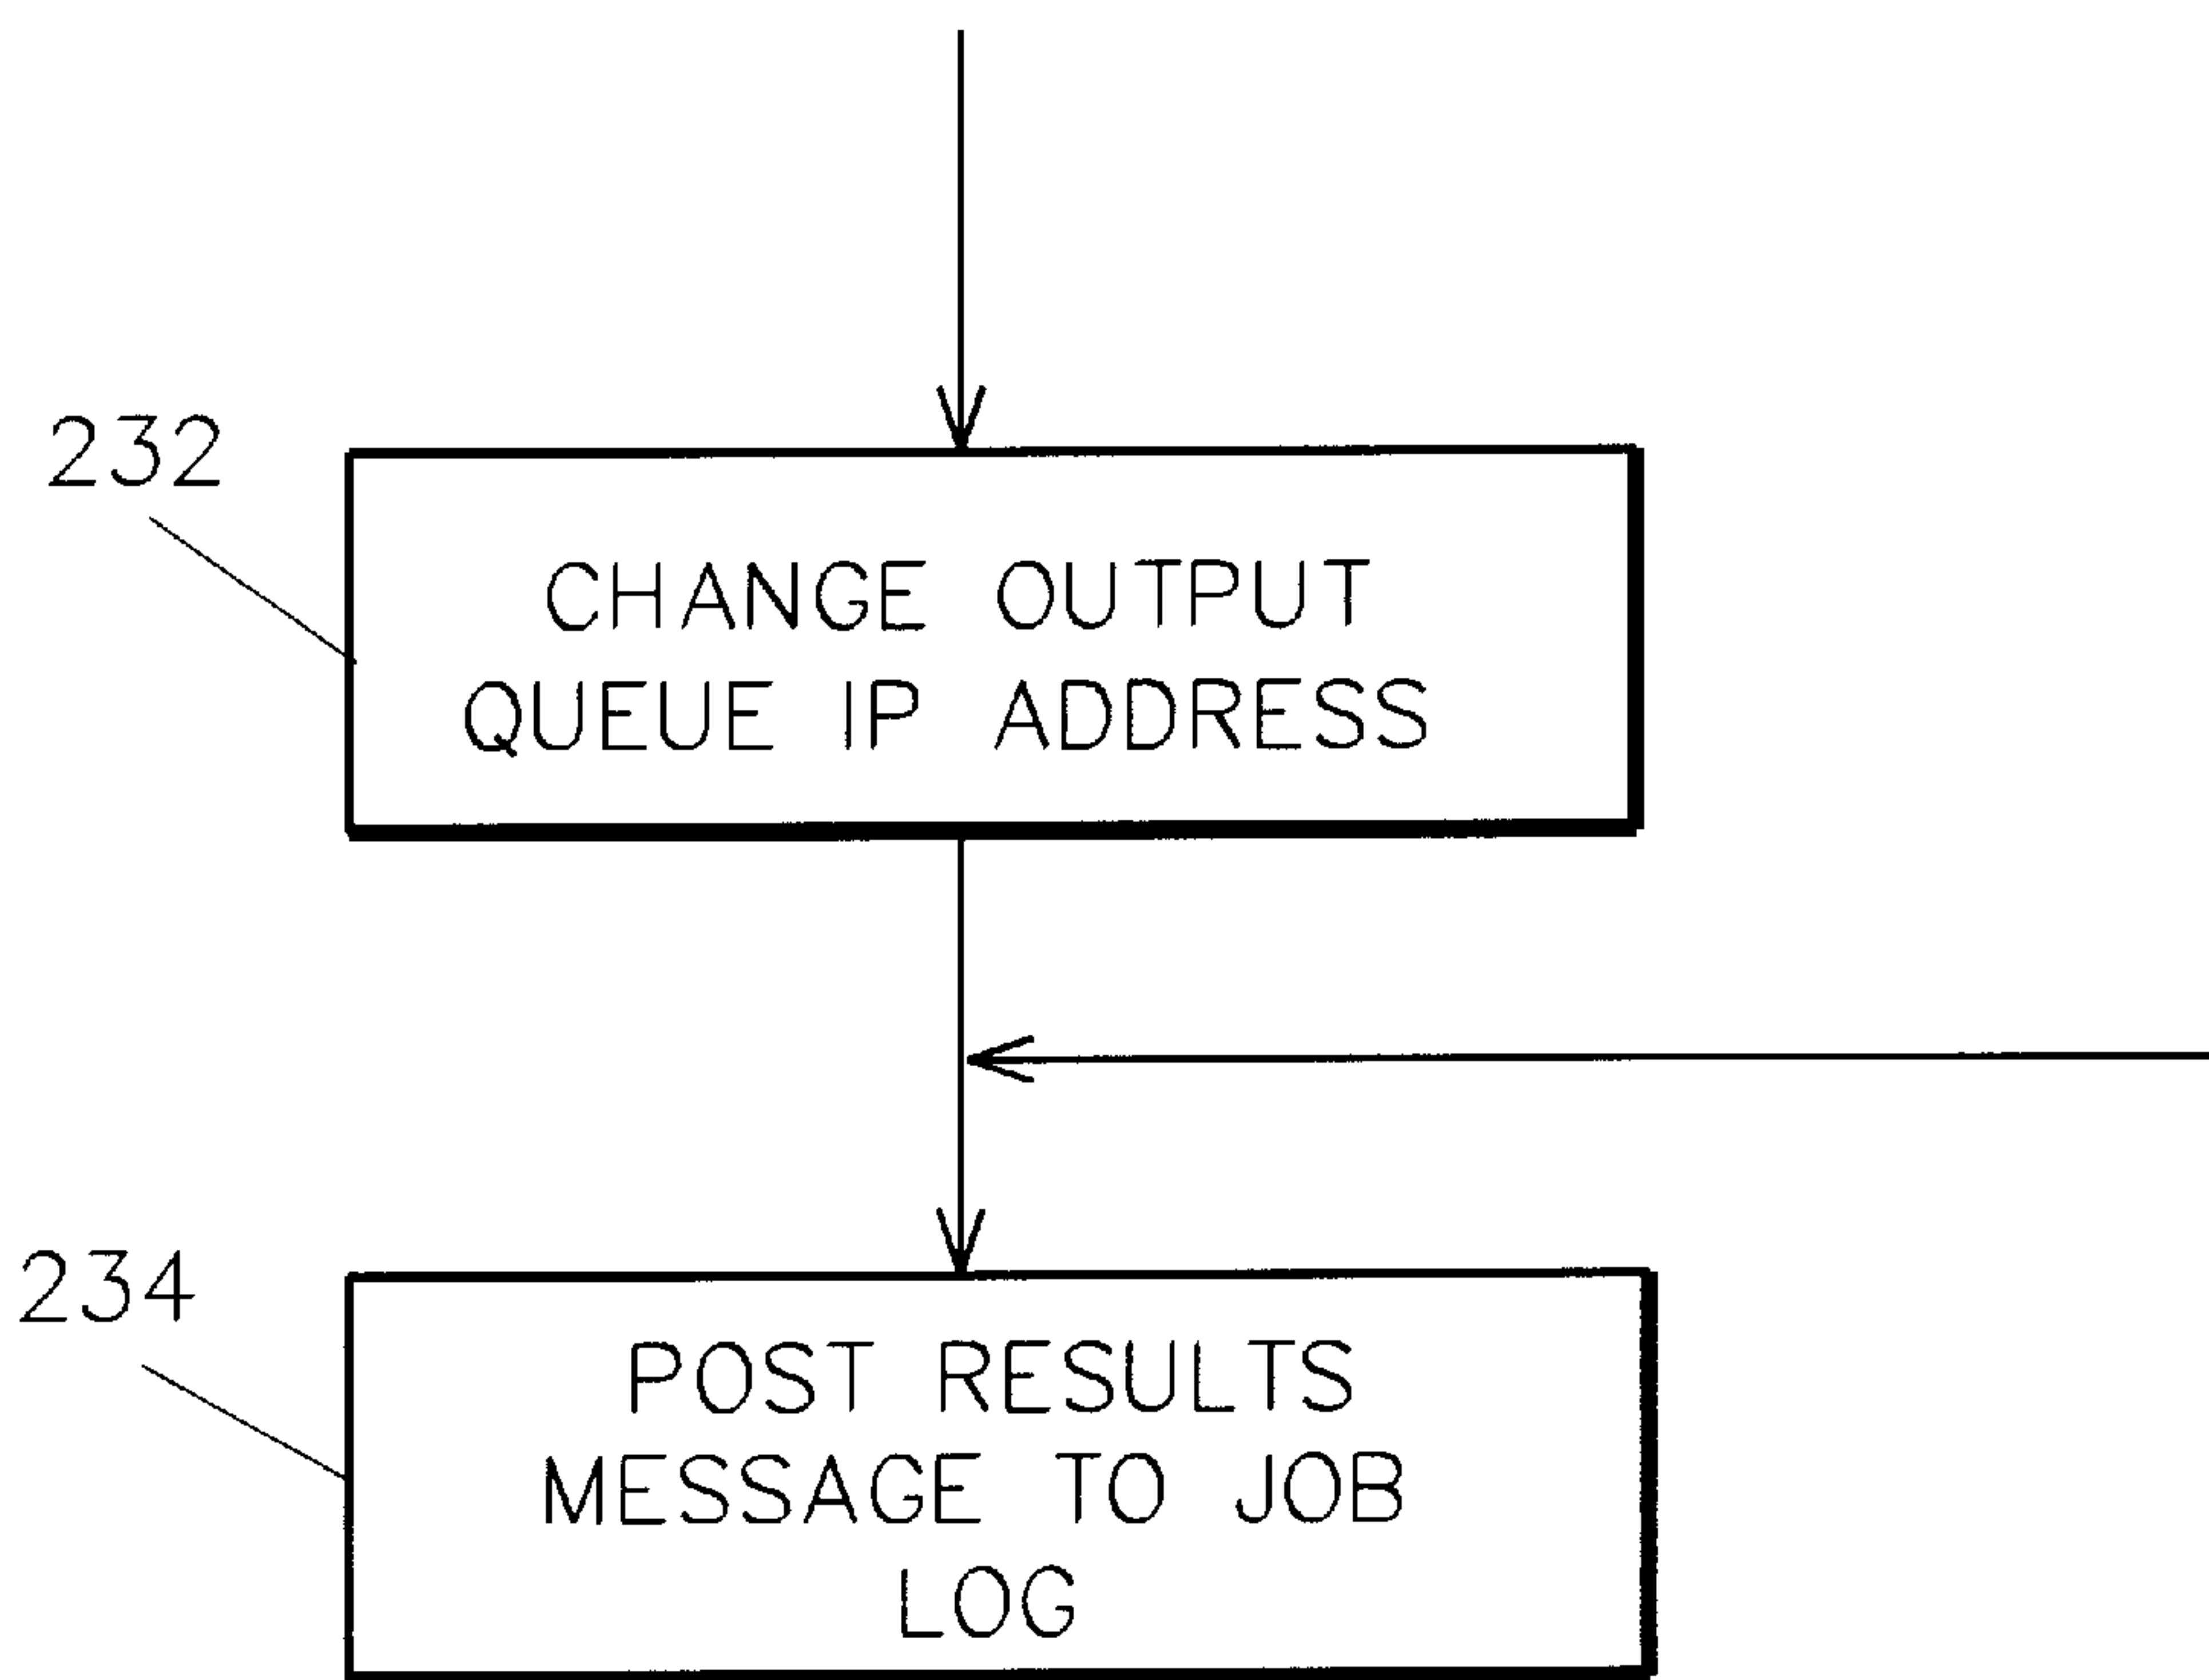 232
CHANGE OUTPUT
QUEUE IP ADDRESS
234
POST RESULTS
MESSAGE TO JOB
LOG